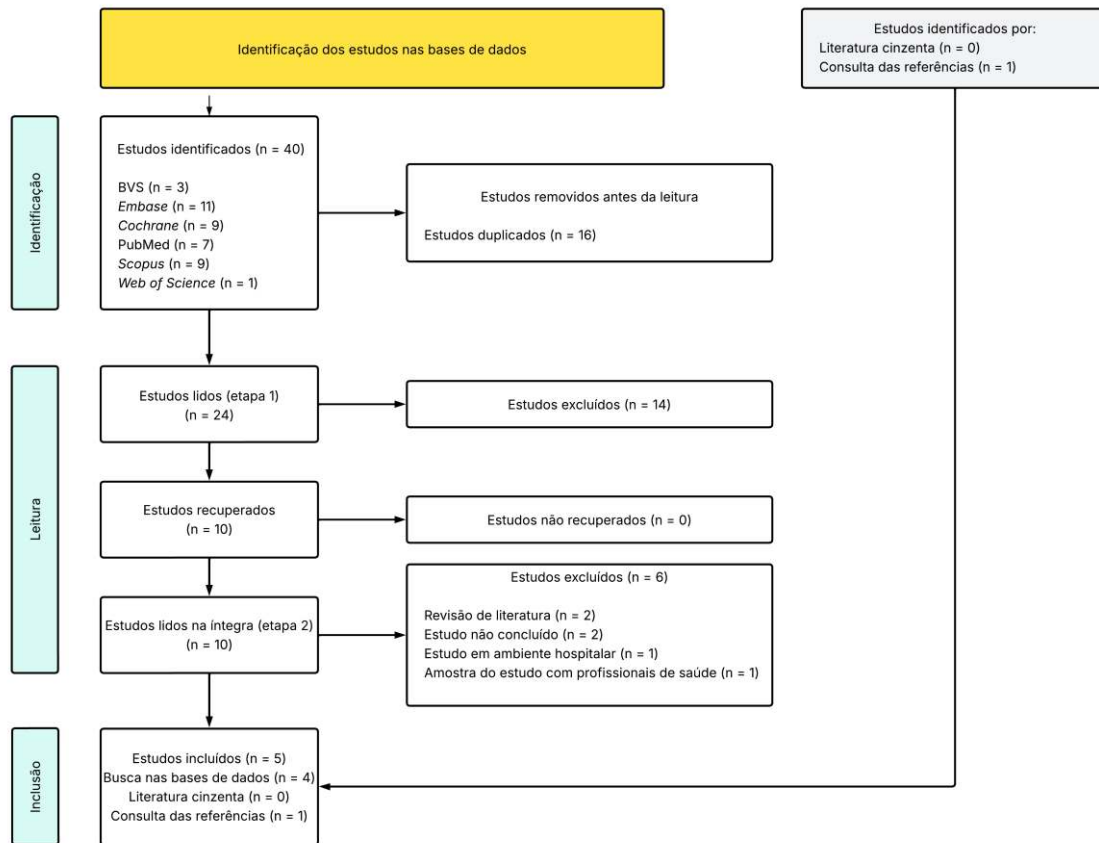 Identificação dos estudos nas bases de dados
Estudos identificados por:
Literatura cinzenta (n = 0)
Consulta das referências (n = 1)
Identificação
Estudos identificados (n = 40)
BVS (n = 3)
Embase (n = 11)
Cochrane (n = 9)
PubMed (n = 7)
Scopus (n = 9)
Web of Science (n = 1)
Estudos removidos antes da leitura
Estudos duplicados (n = 16)
Leitura
Estudos lidos (etapa 1)
(n = 24)
Estudos excluídos (n = 14)
Estudos recuperados
(n = 10)
Estudos não recuperados (n = 0)
Estudos lidos na íntegra (etapa 2)
(n = 10)
Estudos excluídos (n = 6)
Revisão de literatura (n = 2)
Estudo não concluído (n = 2)
Estudo em ambiente hospitalar (n = 1)
Amostra do estudo com profissionais de saúde (n = 1)
Inclusão
Estudos incluídos (n = 5)
Busca nas bases de dados (n = 4)
Literatura cinzenta (n = 0)
Consulta das referências (n = 1)